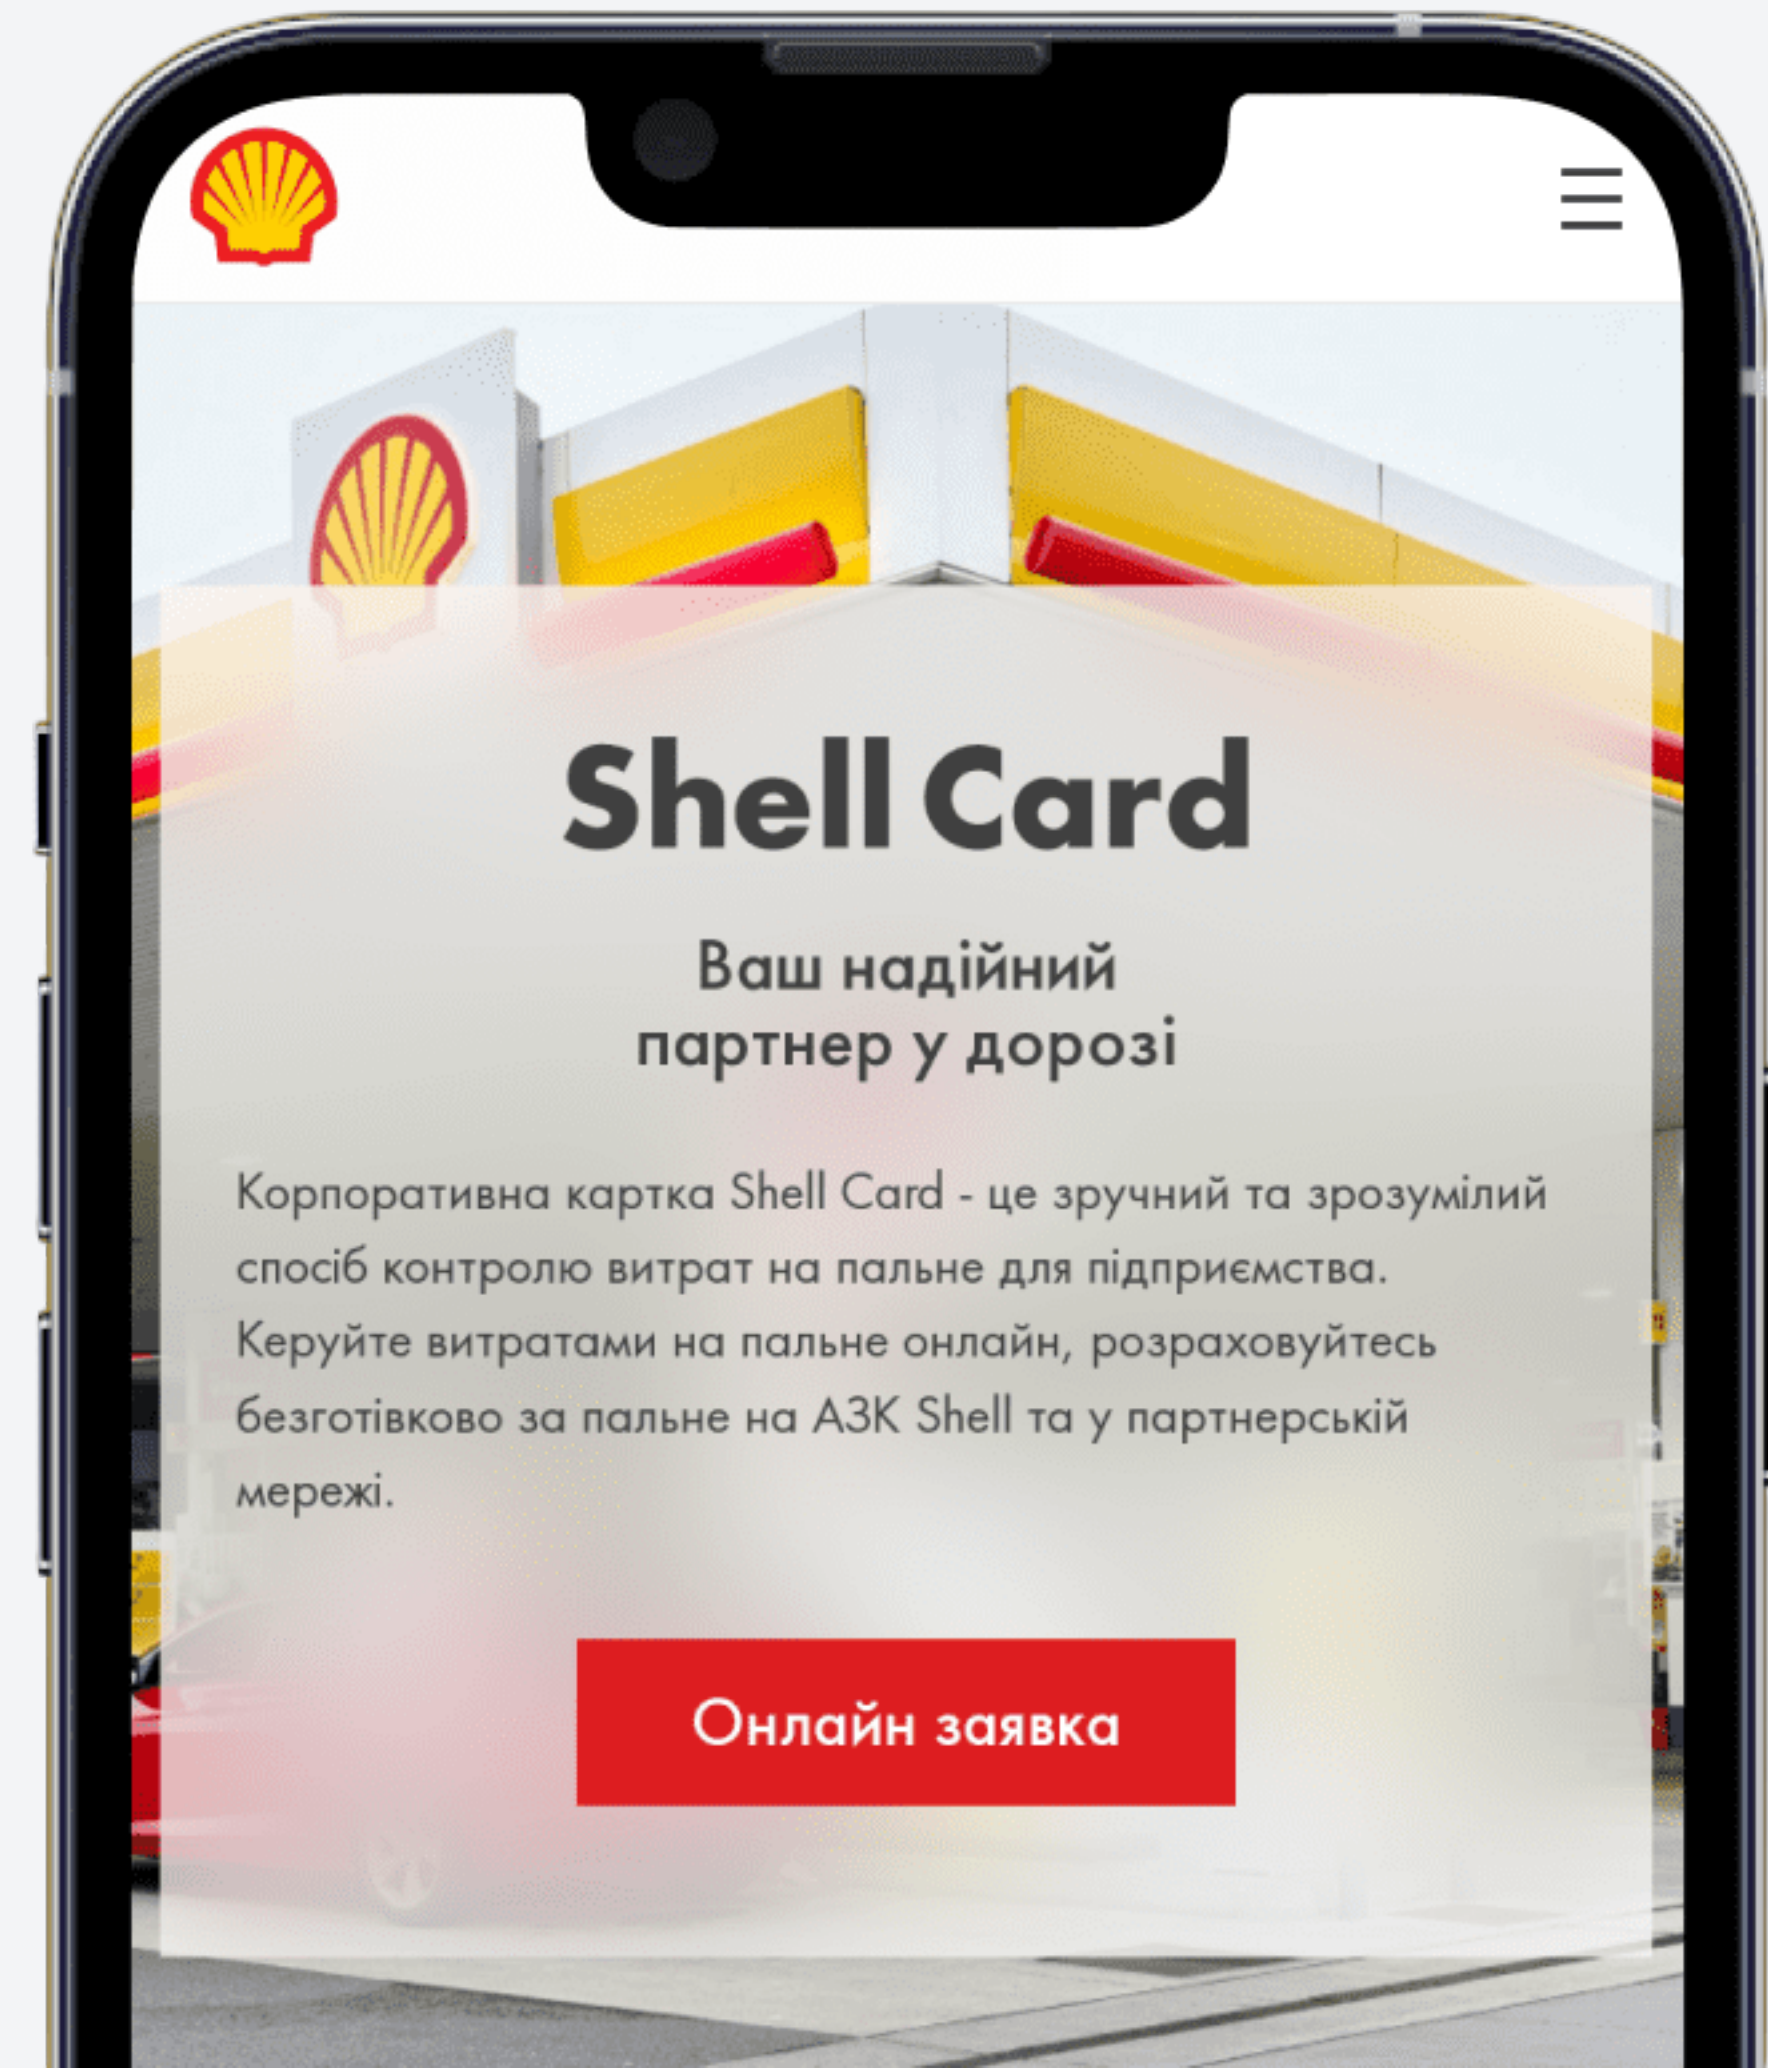 Shell Card
Ваш надійний
партнер у дорозі
Корпоративна картка Shell Card - це зручний та зрозумілий
спосіб контролю витрат на пальне для підприємства.
Керуйте витратами на пальне онлайн, розраховуйтесь
безготівково за пальне на АЗК Shell та у партнерській
мережі.
Онлайн заявка